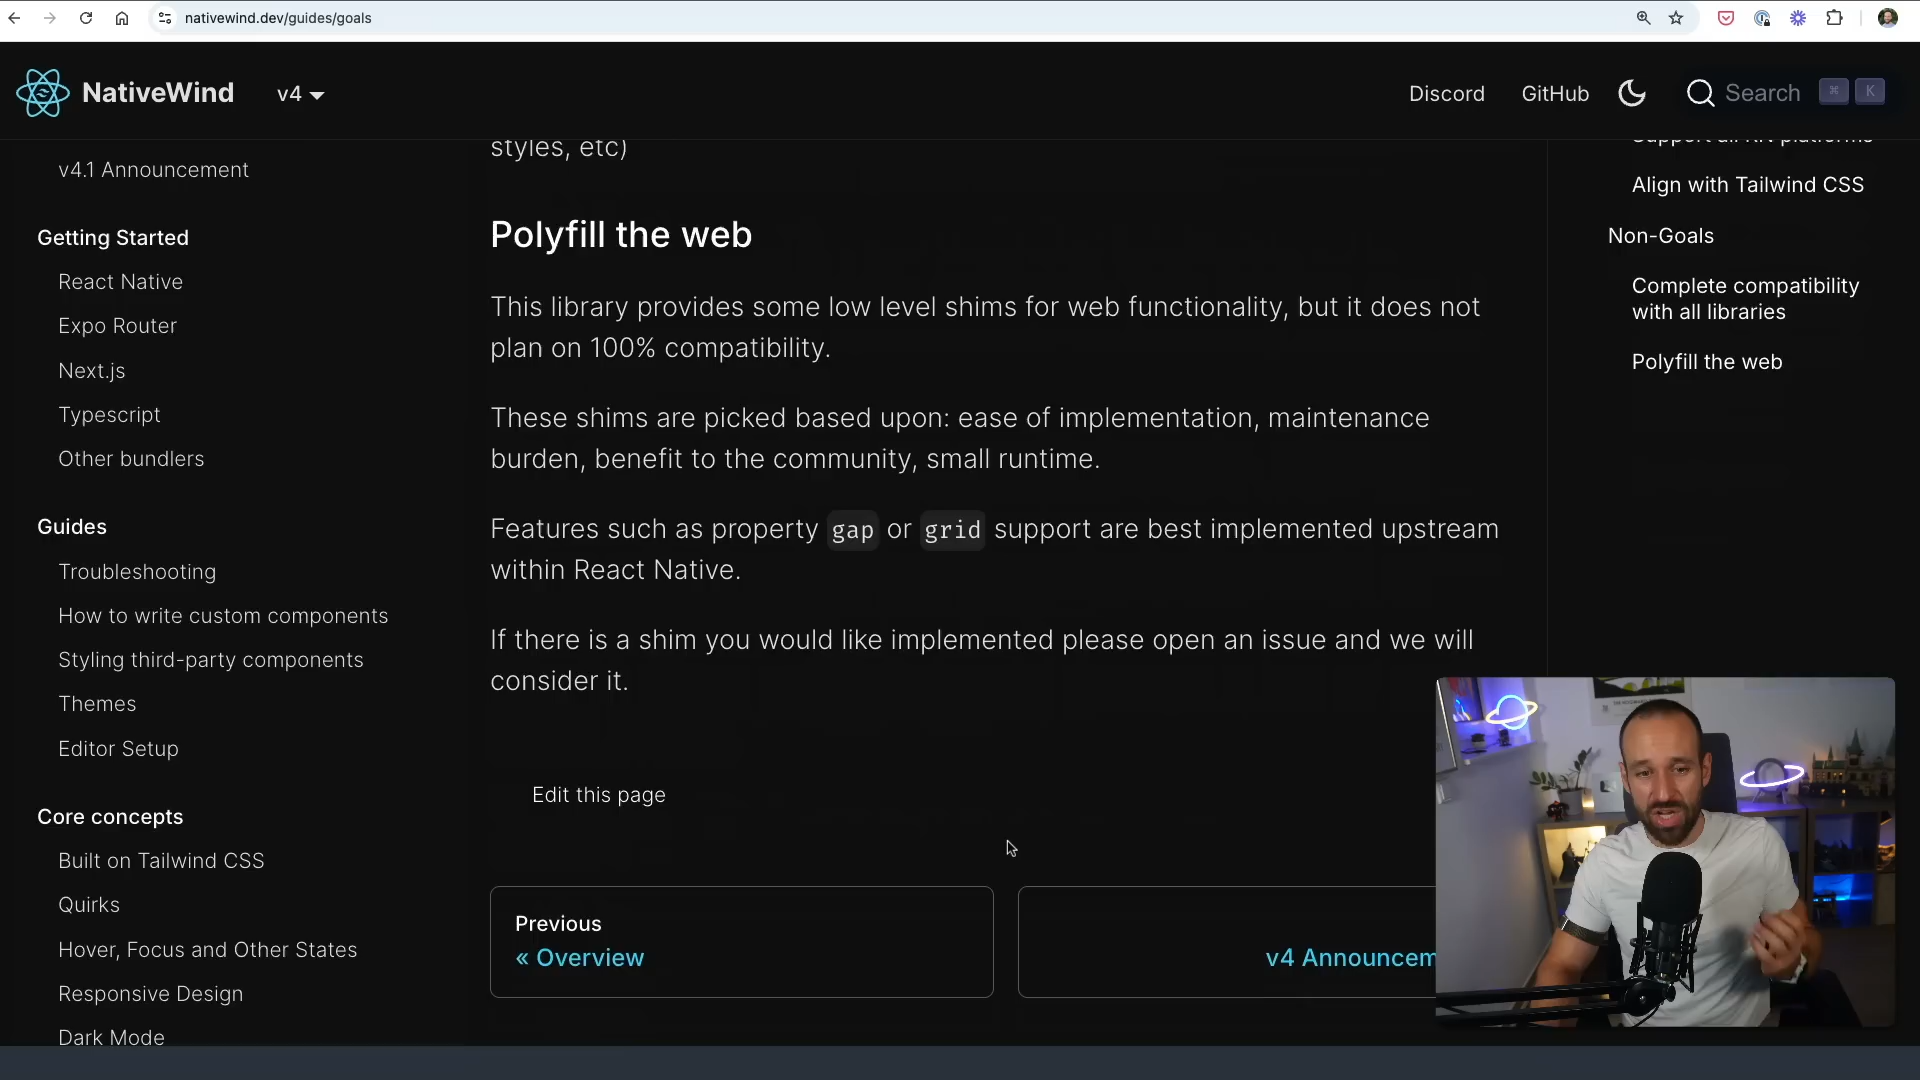 nativewind.dev/guides/goals
NativeWind
v4
Discord
GitHub
Search
⌘
K
v4.1 Announcement
Getting Started
React Native
Expo Router
Next.js
Typescript
Other bundlers
Guides
Troubleshooting
How to write custom components
Styling third-party components
Themes
Editor Setup
Core concepts
Built on Tailwind CSS
Quirks
Hover, Focus and Other States
Responsive Design
Dark Mode
styles, etc)
Polyfill the web
This library provides some low level shims for web functionality, but it does not
plan on 100% compatibility.
These shims are picked based upon: ease of implementation, maintenance
burden, benefit to the community, small runtime.
Features such as property gap or grid support are best implemented upstream
within React Native.
If there is a shim you would like implemented please open an issue and we will
consider it.
Edit this page
Previous
« Overview
v4 Announcem
Support all RN platforms
Align with Tailwind CSS
Non-Goals
Complete compatibility
with all libraries
Polyfill the web